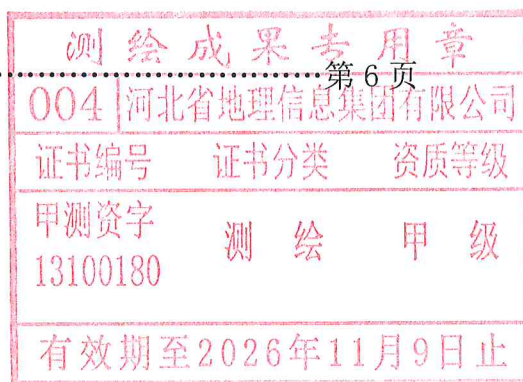 测绘成果专用章
........................................第6页
004 河北省地理信息集团有限公司
证书编号 证书分类 资质等级
甲测资字 测绘 甲级
13100180
有效期至2026年11月9日止